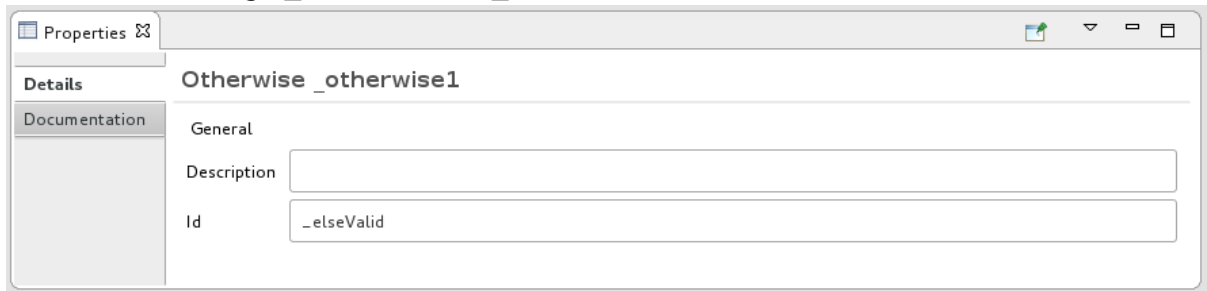 Properties
Details
Otherwise _otherwise1
Documentation
General
Description
Id
_elseValid